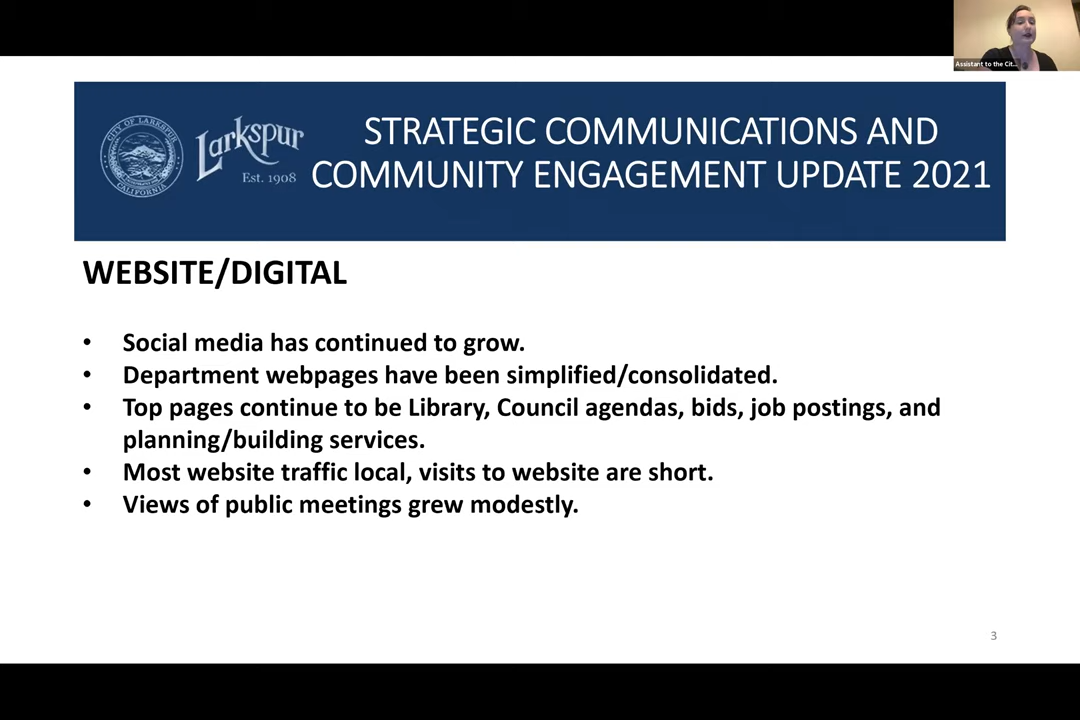 Assistant to the Cit...
CITY OF LARKSPUR
CALIFORNIA
Larkspur
Est. 1908
STRATEGIC COMMUNICATIONS AND
COMMUNITY ENGAGEMENT UPDATE 2021
WEBSITE/DIGITAL
• Social media has continued to grow.
• Department webpages have been simplified/consolidated.
• Top pages continue to be Library, Council agendas, bids, job postings, and
planning/building services.
• Most website traffic local, visits to website are short.
• Views of public meetings grew modestly.
3